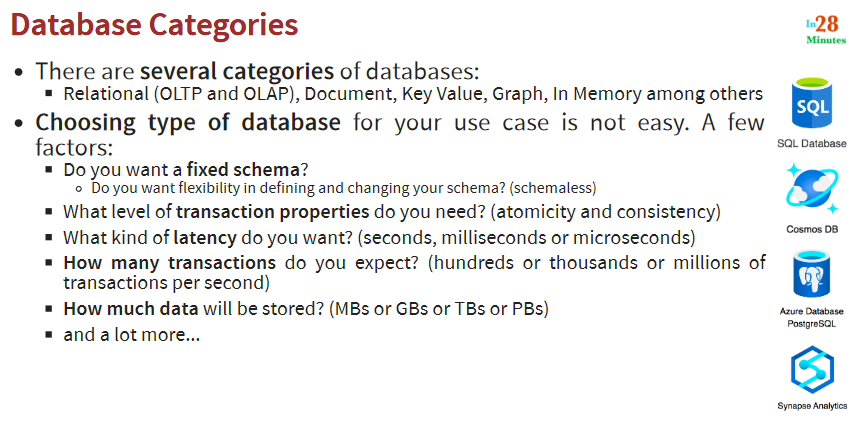 Database Categories
In28
Minutes
There are several categories of databases:
Relational (OLTP and OLAP), Document, Key Value, Graph, In Memory among others
Choosing type of database for your use case is not easy. A few
factors:
Do you want a fixed schema?
Do you want flexibility in defining and changing your schema? (schemaless)
What level of transaction properties do you need? (atomicity and consistency)
What kind of latency do you want? (seconds, milliseconds or microseconds)
How many transactions do you expect? (hundreds or thousands or millions of
transactions per second)
How much data will be stored? (MBs or GBs or TBs or PBs)
and a lot more...
SQL
SQL Database
Cosmos DB
Azure Database
PostgreSQL
Synapse Analytics